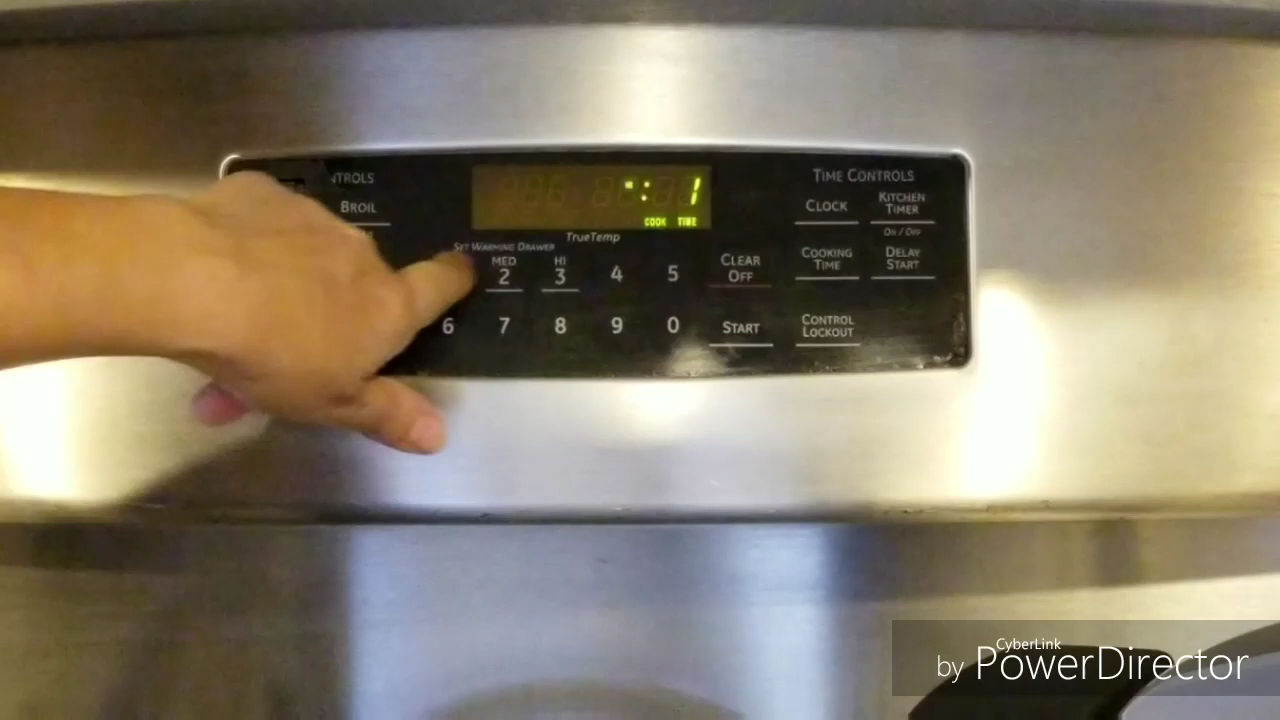 NTROLS
BROIL
HR : 1
COOK TIME
TrueTemp
SET WARMING DRAWER
MED HI
2 3 4 5
6 7 8 9 0
CLEAR
OFF
START
TIME CONTROLS
CLOCK
KITCHEN
TIMER
ON / OFF
COOKING
TIME
DELAY
START
CONTROL
LOCKOUT
CyberLink
by PowerDirector